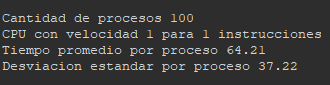 Cantidad de procesos 100
CPU con velocidad 1 para 1 instrucciones
Tiempo promedio por proceso 64.21
Desviacion estandar por proceso 37.22